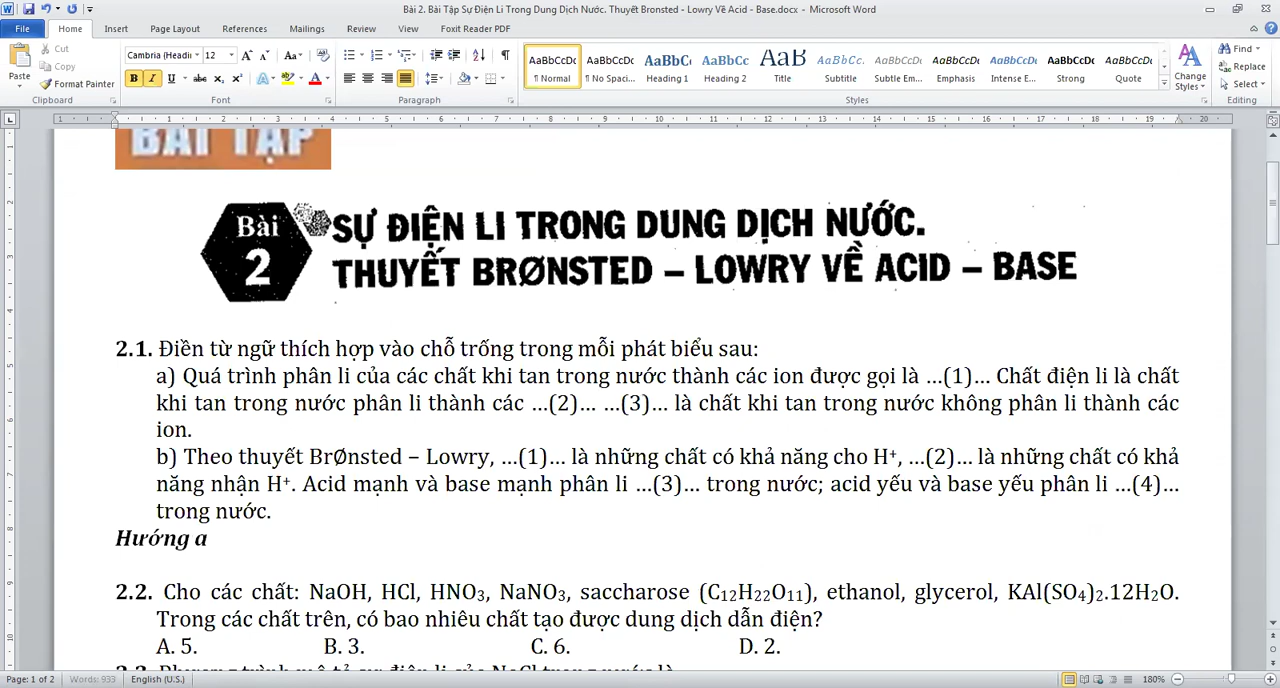 Bài 2. Bài Tập Sự Điện Li Trong Dung Dịch Nước. Thuyết Bronsted - Lowry Về Acid - Base.docx - Microsoft Word
File Home Insert Page Layout References Mailings Review View Foxit Reader PDF
Paste Cut Copy Format Painter Clipboard
Cambria (Headi 12 Font
Paragraph
AaBbCcDc AaBbCcDc AaBbC AaBbCc AaB AaBbCc. AaBbCcDc AaBbCcDc AaBbCcDc AaBbCcDc AaBbCcDc
¶ Normal ¶ No Spaci... Heading 1 Heading 2 Title Subtitle Subtle Em... Emphasis Intense E... Strong Quote
Change Styles Styles
Find Replace Select Editing
BÀI TẬP
Bài 2
SỰ ĐIỆN LI TRONG DUNG DỊCH NƯỚC.
THUYẾT BRØNSTED – LOWRY VỀ ACID – BASE
2.1. Điền từ ngữ thích hợp vào chỗ trống trong mỗi phát biểu sau:
a) Quá trình phân li của các chất khi tan trong nước thành các ion được gọi là ...(1)... Chất điện li là chất
khi tan trong nước phân li thành các ...(2)... ...(3)... là chất khi tan trong nước không phân li thành các
ion.
b) Theo thuyết BrØnsted – Lowry, ...(1)... là những chất có khả năng cho H⁺, ...(2)... là những chất có khả
năng nhận H⁺. Acid mạnh và base mạnh phân li ...(3)... trong nước; acid yếu và base yếu phân li ...(4)...
trong nước.
Hướng a
2.2. Cho các chất: NaOH, HCl, HNO₃, NaNO₃, saccharose (C₁₂H₂₂O₁₁), ethanol, glycerol, KAl(SO₄)₂.12H₂O.
Trong các chất trên, có bao nhiêu chất tạo được dung dịch dẫn điện?
A. 5. B. 3. C. 6. D. 2.
Page: 1 of 2 Words: 933 English (U.S.) 180%